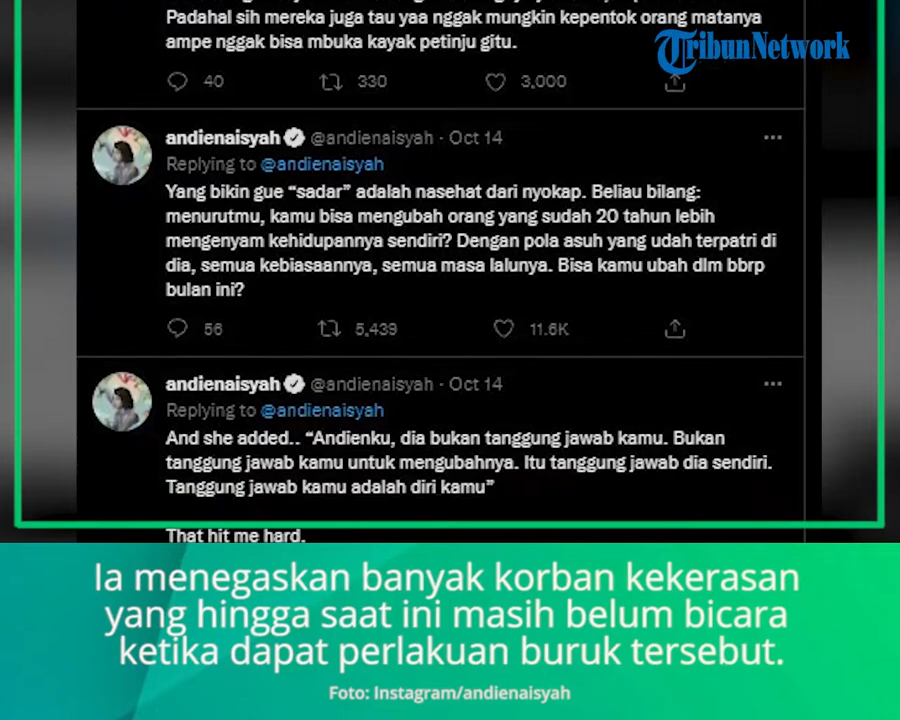 Padahal sih mereka juga tau yaa nggak mungkin kepentok orang matanya
ampe nggak bisa mbuka kayak petinju gitu.
TribunNetwork
40 330 3,000
andienaisyah @andienaisyah · Oct 14
Replying to @andienaisyah
Yang bikin gue “sadar” adalah nasehat dari nyokap. Beliau bilang:
menurutmu, kamu bisa mengubah orang yang sudah 20 tahun lebih
mengenyam kehidupannya sendiri? Dengan pola asuh yang udah terpatri di
dia, semua kebiasaannya, semua masa lalunya. Bisa kamu ubah dlm bbrp
bulan ini?
56 5,439 11.6K
andienaisyah @andienaisyah · Oct 14
Replying to @andienaisyah
And she added.. “Andienku, dia bukan tanggung jawab kamu. Bukan
tanggung jawab kamu untuk mengubahnya. Itu tanggung jawab dia sendiri.
Tanggung jawab kamu adalah diri kamu”
That hit me hard.
Ia menegaskan banyak korban kekerasan
yang hingga saat ini masih belum bicara
ketika dapat perlakuan buruk tersebut.
Foto: Instagram/andienaisyah